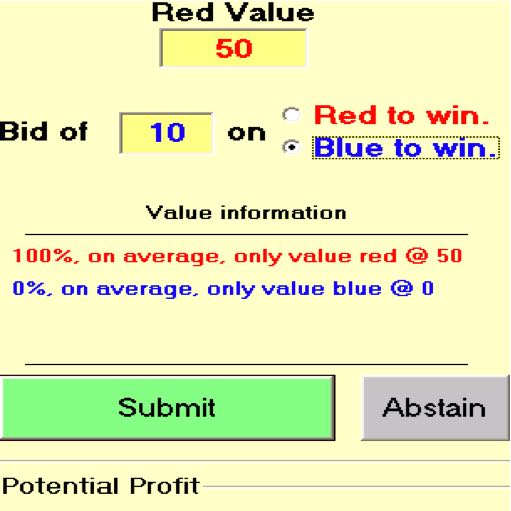 Red Value
50
Bid of 10 on
Red to win.
Blue to win.
Value information
100%, on average, only value red @ 50
0%, on average, only value blue @ 0
Submit
Abstain
Potential Profit